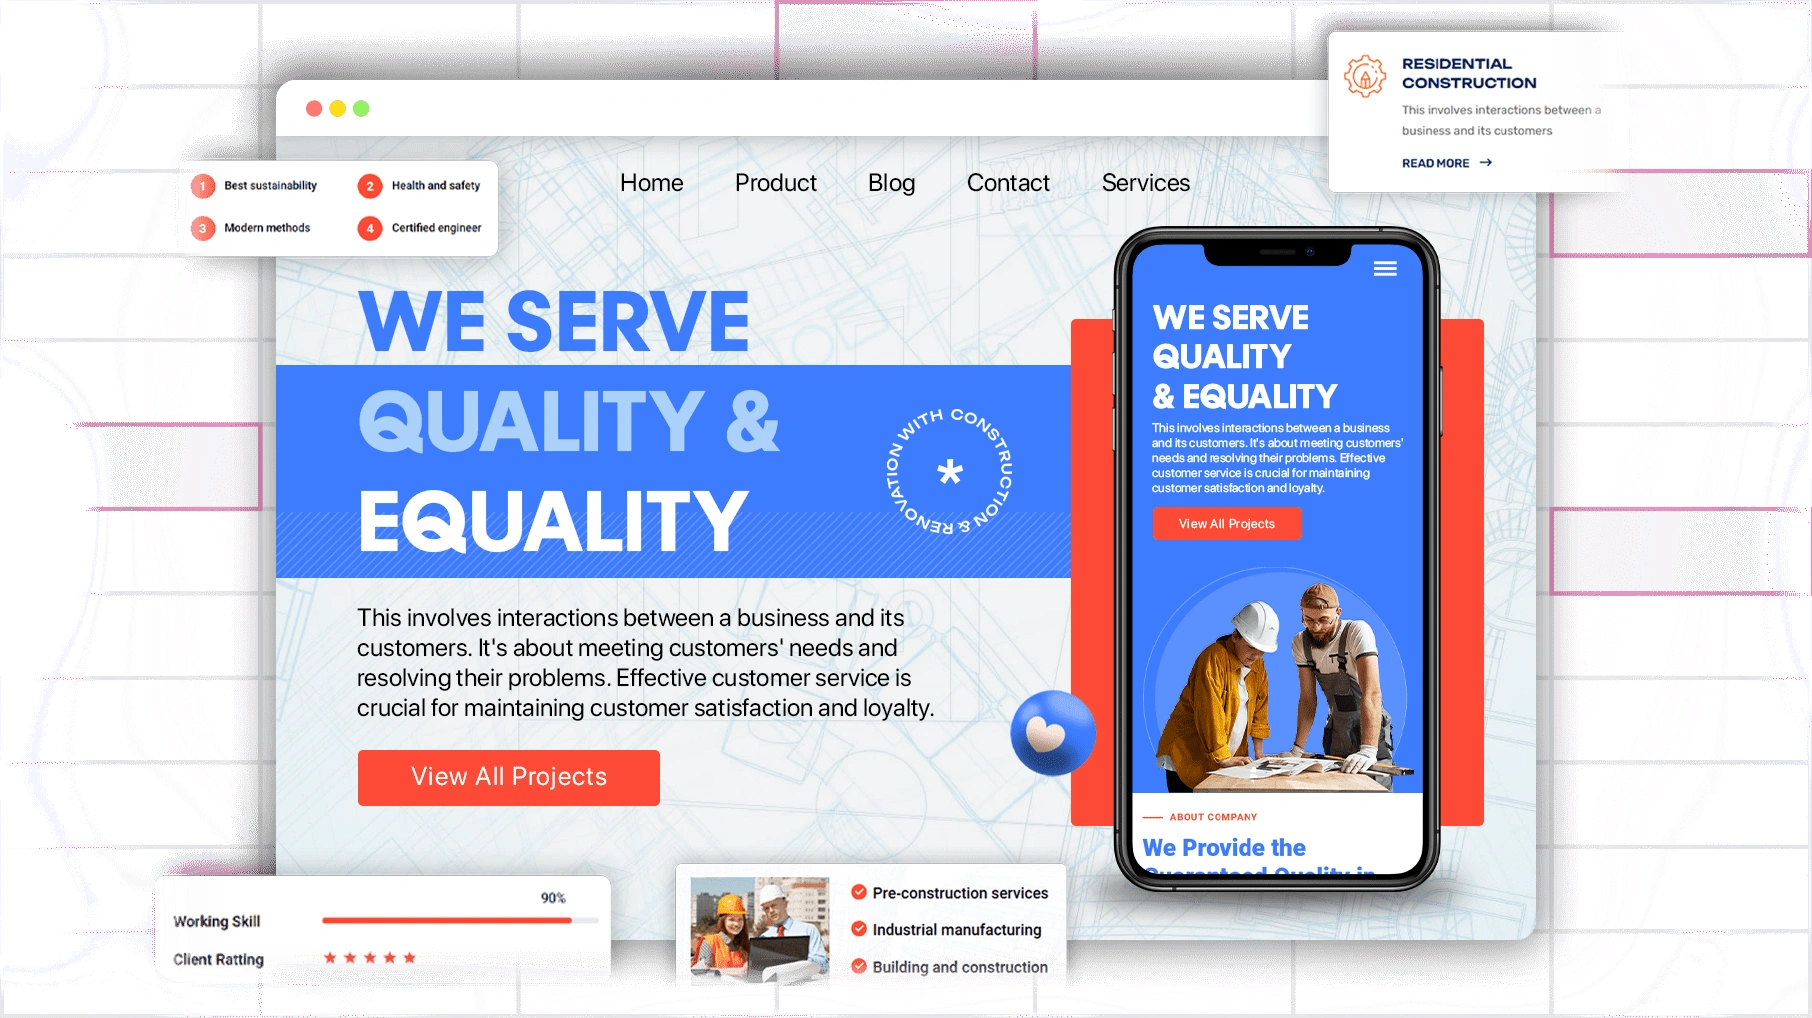 RESIDENTIAL
CONSTRUCTION
This involves interactions between a
business and its customers
READ MORE
1 Best sustainability
2 Health and safety
3 Modern methods
4 Certified engineer
Home Product Blog Contact Services
WE SERVE
QUALITY &
EQUALITY
RENOVATION WITH CONSTRUCTION &
*
This involves interactions between a business and its
customers. It's about meeting customers' needs and
resolving their problems. Effective customer service is
crucial for maintaining customer satisfaction and loyalty.
View All Projects
WE SERVE
QUALITY
& EQUALITY
This involves interactions between a business
and its customers. It's about meeting customers'
needs and resolving their problems. Effective
customer service is crucial for maintaining
customer satisfaction and loyalty.
View All Projects
ABOUT COMPANY
We Provide the
Guaranteed Quality in
90%
Working Skill
Client Ratting
Pre-construction services
Industrial manufacturing
Building and construction